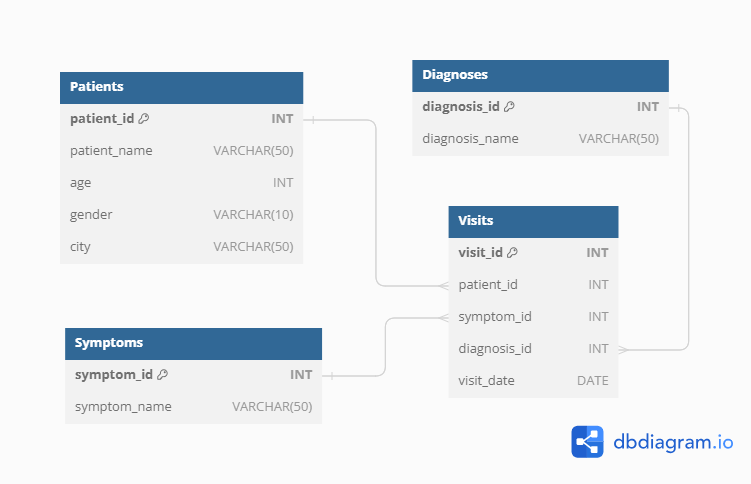 Patients
patient_id INT
patient_name VARCHAR(50)
age INT
gender VARCHAR(10)
city VARCHAR(50)
Diagnoses
diagnosis_id INT
diagnosis_name VARCHAR(50)
Visits
visit_id INT
patient_id INT
symptom_id INT
diagnosis_id INT
visit_date DATE
Symptoms
symptom_id INT
symptom_name VARCHAR(50)
dbdiagram.io